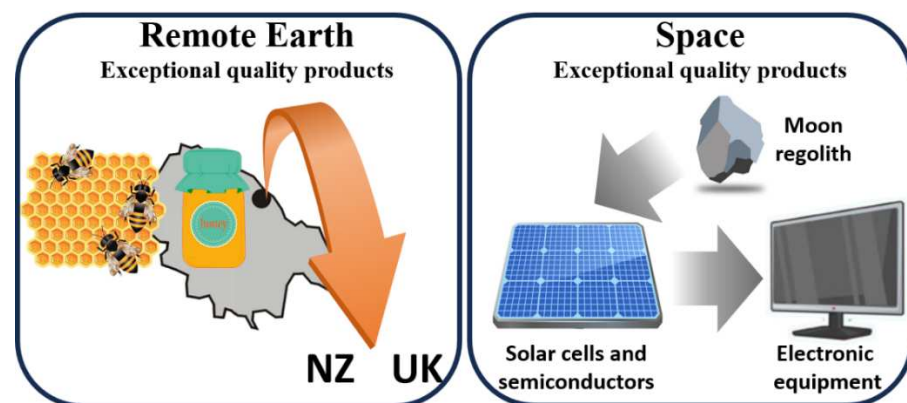 Remote Earth
Exceptional quality products
honey
NZ UK
Space
Exceptional quality products
Moon
regolith
Solar cells and
semiconductors
Electronic
equipment